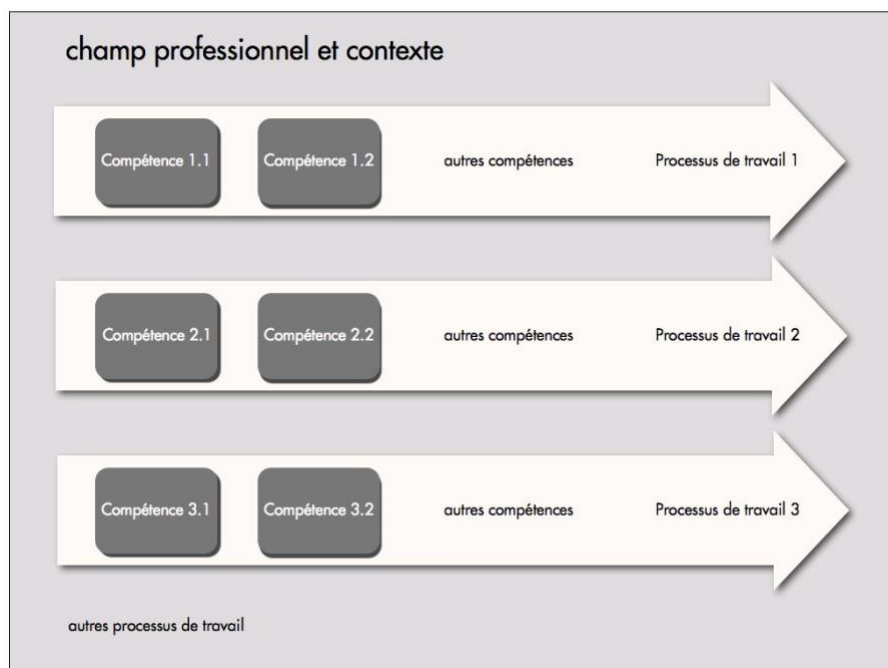 champ professionnel et contexte
Compétence 1.1 Compétence 1.2 autres compétences Processus de travail 1
Compétence 2.1 Compétence 2.2 autres compétences Processus de travail 2
Compétence 3.1 Compétence 3.2 autres compétences Processus de travail 3
autres processus de travail